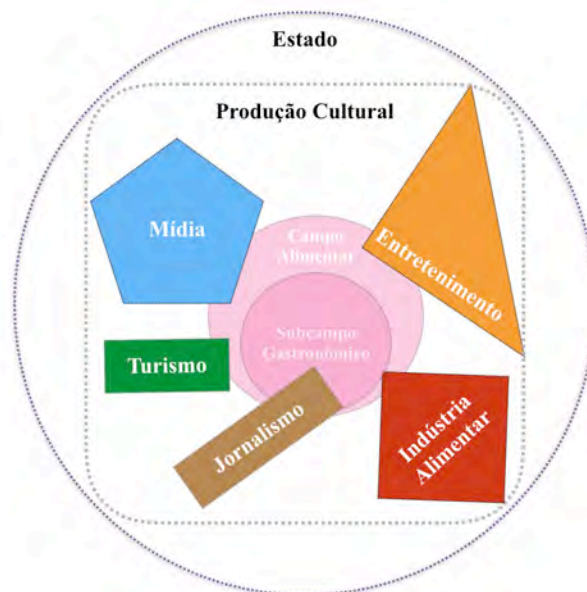 Estado
Produção Cultural
Mídia
Campo
Alimentar
Entretenimento
Subcampo
Gastronômico
Turismo
Jornalismo
Indústria
Alimentar